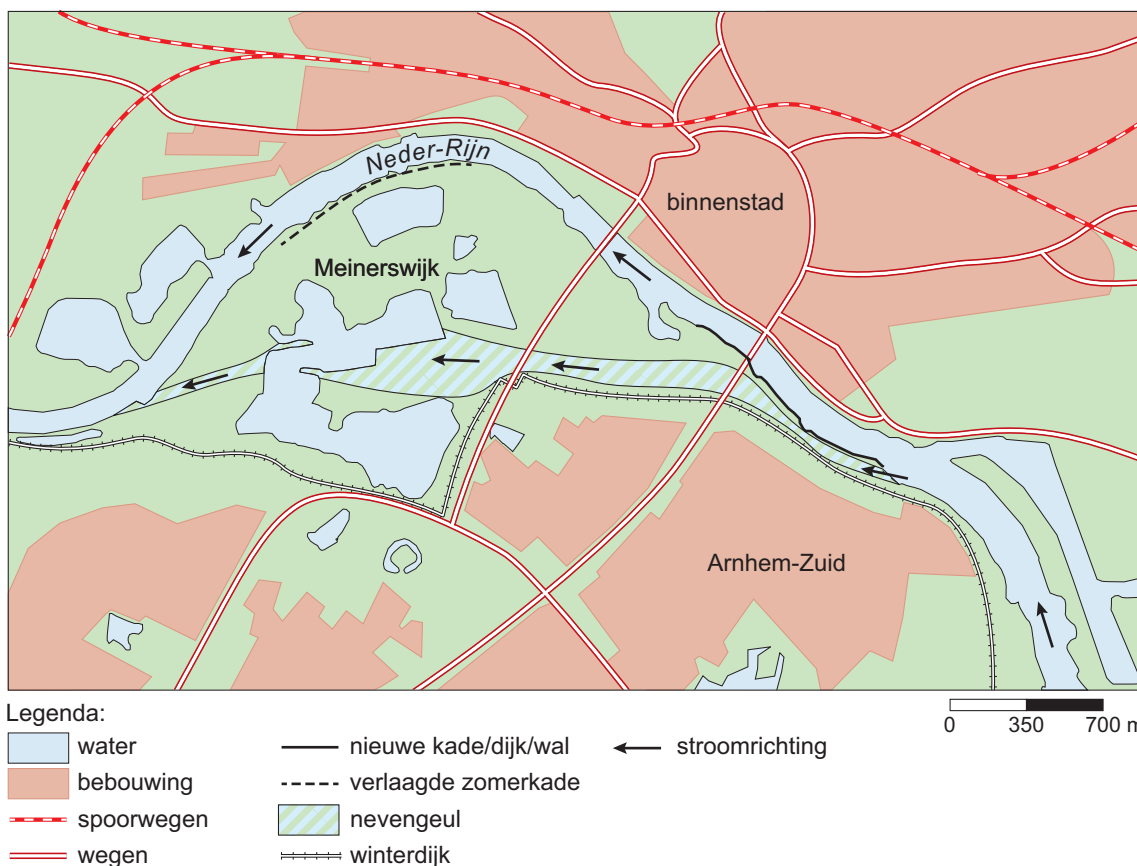 Neder-Rijn
binnenstad
Meinerswijk
Arnhem-Zuid
Legenda:
water
bebouwing
spoorwegen
wegen
nieuwe kade/dijk/wal
verlaagde zomerkade
nevengeul
winterdijk
stroomrichting
0 350 700 m